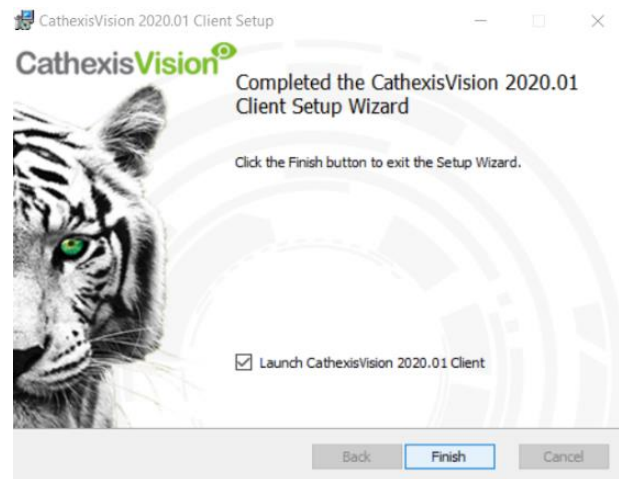 CathexisVision 2020.01 Client Setup
CathexisVision
Completed the CathexisVision 2020.01
Client Setup Wizard
Click the Finish button to exit the Setup Wizard.
Launch CathexisVision 2020.01 Client
Back
Finish
Cancel